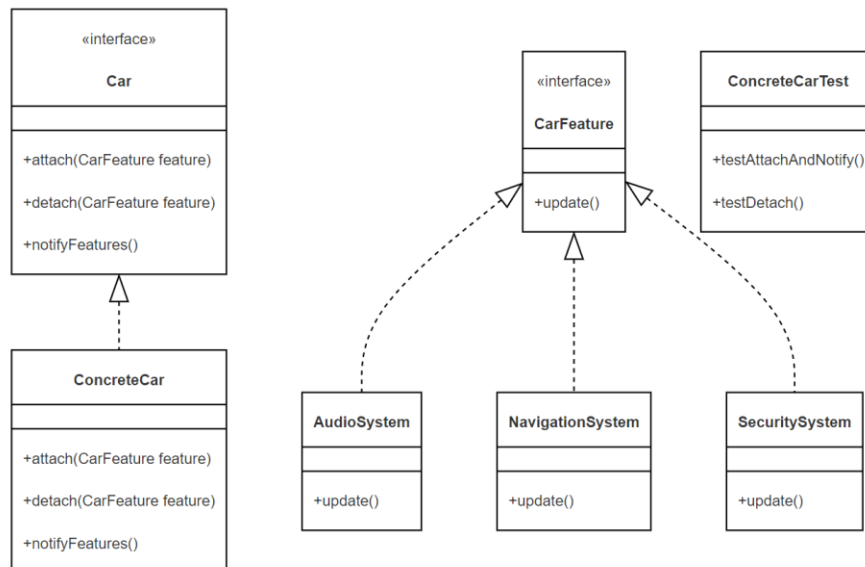 «interface»
Car
+attach(CarFeature feature)
+detach(CarFeature feature)
+notifyFeatures()
ConcreteCar
+attach(CarFeature feature)
+detach(CarFeature feature)
+notifyFeatures()
«interface»
CarFeature
+update()
ConcreteCarTest
+testAttachAndNotify()
+testDetach()
AudioSystem
+update()
NavigationSystem
+update()
SecuritySystem
+update()